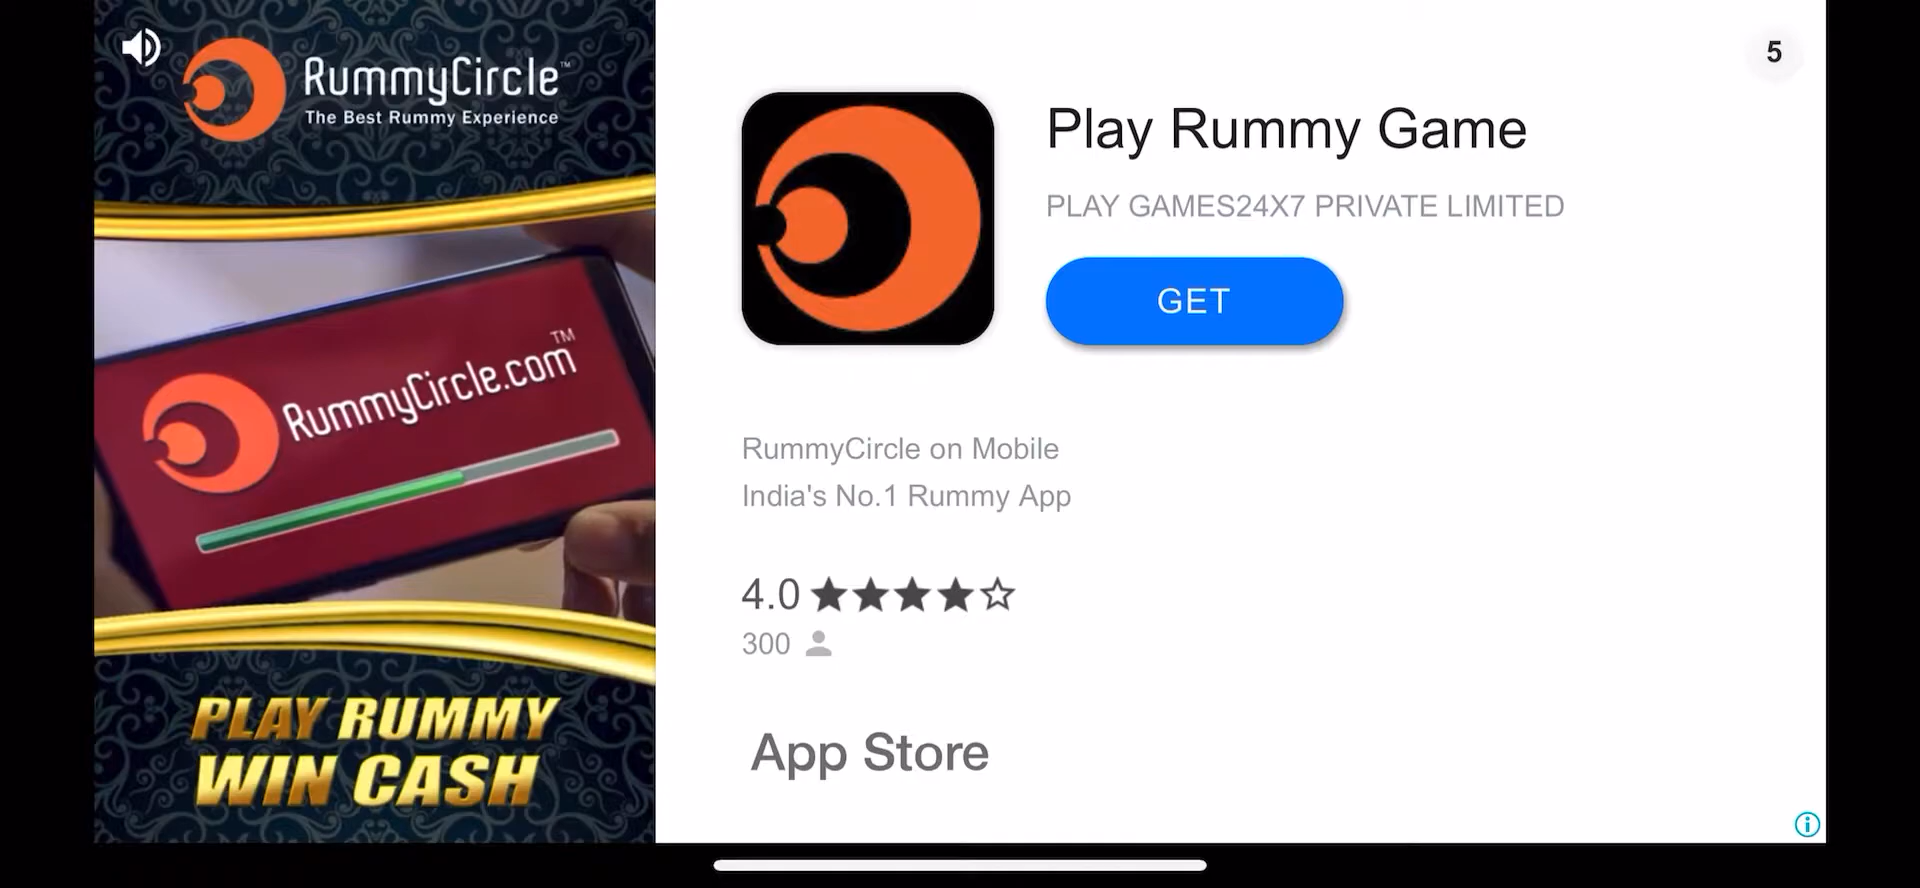 RummyCircle™
The Best Rummy Experience
RummyCircle.com™
PLAY RUMMY
WIN CASH
5
Play Rummy Game
PLAY GAMES24X7 PRIVATE LIMITED
GET
RummyCircle on Mobile
India's No.1 Rummy App
4.0
300
App Store